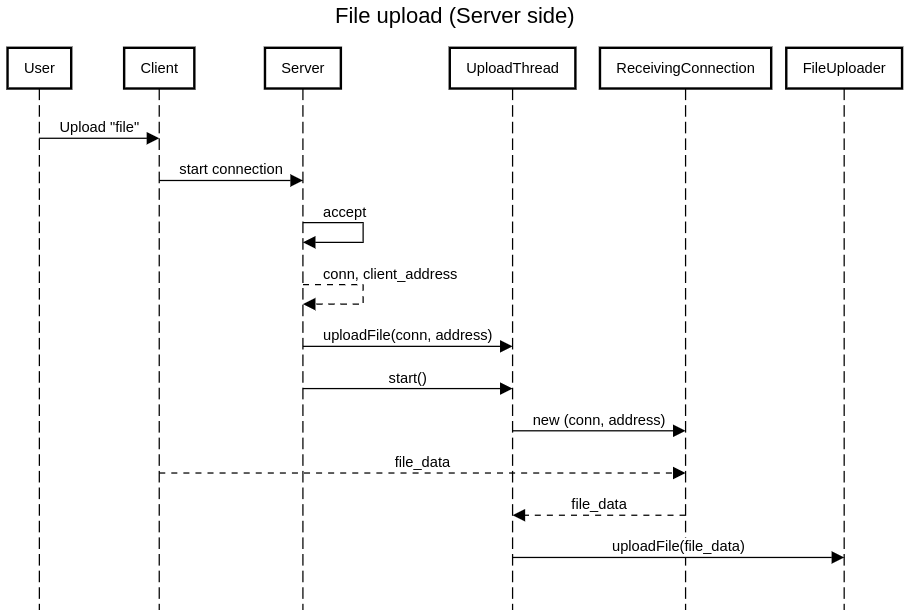 File upload (Server side)
User
Client
Server
UploadThread
ReceivingConnection
FileUploader
Upload "file"
start connection
accept
conn, client_address
uploadFile(conn, address)
start()
new (conn, address)
file_data
file_data
uploadFile(file_data)